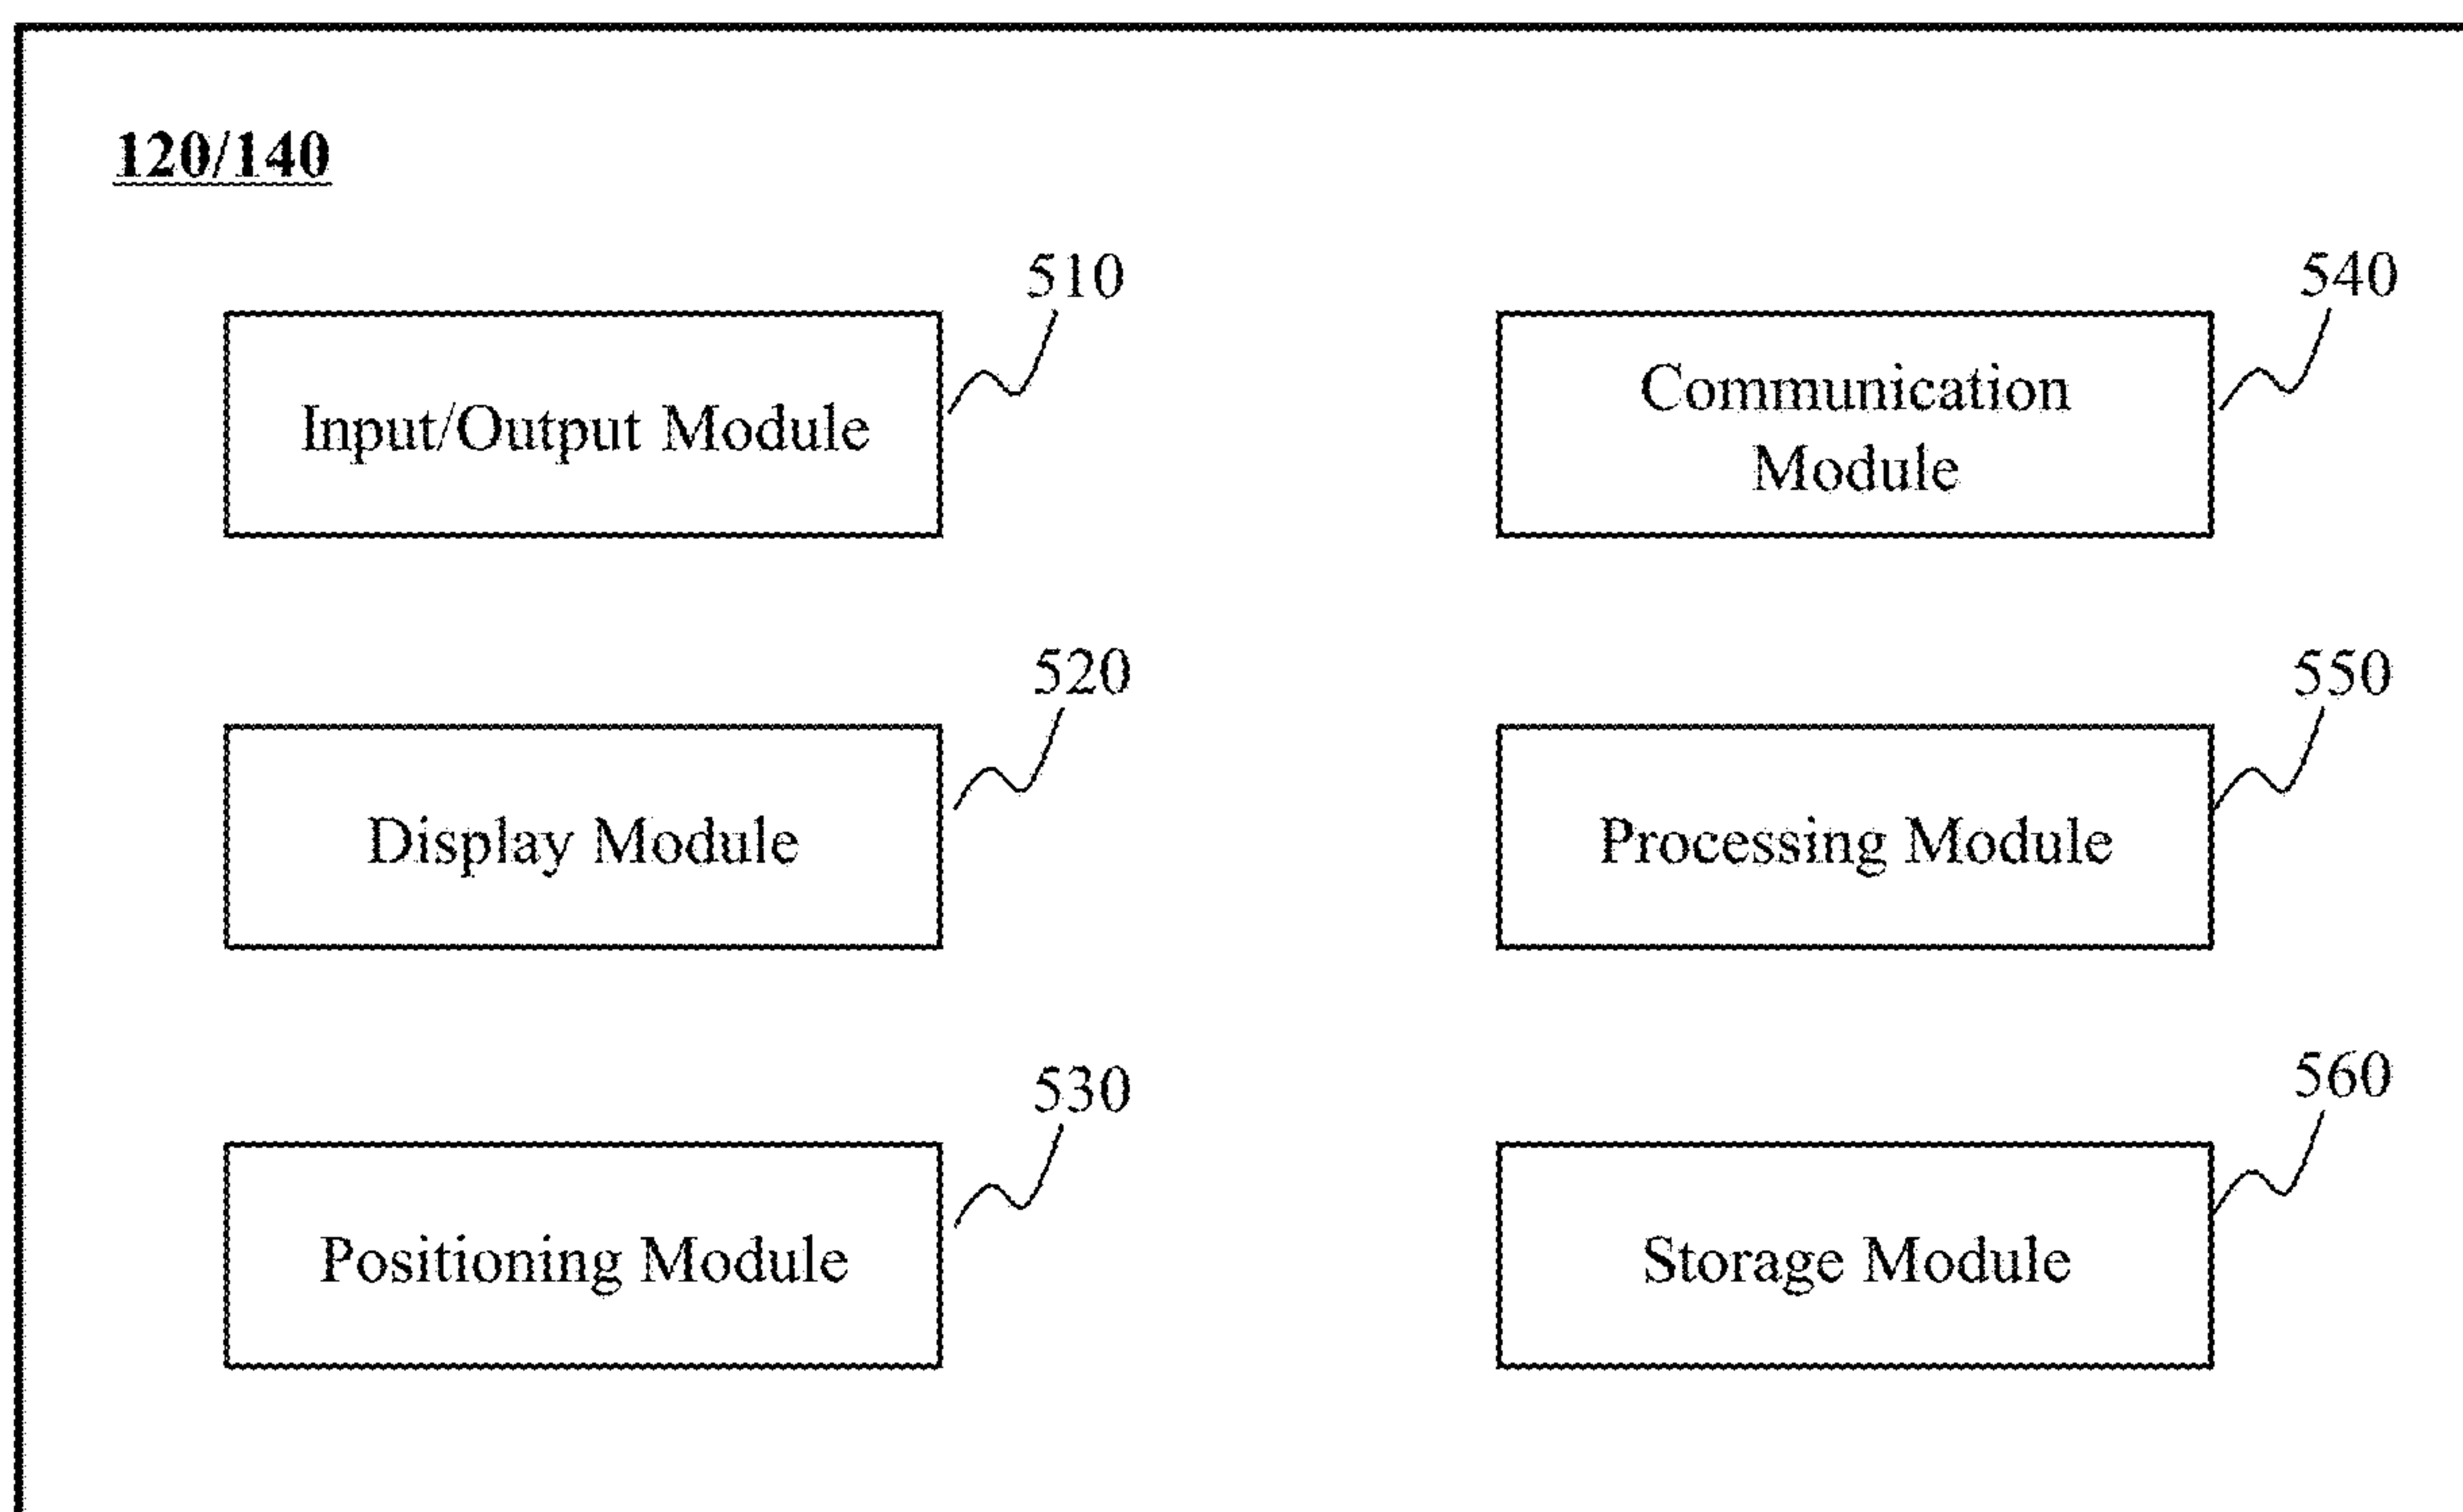 120/140
510
Input/Output Module
540
Communication
Module
520
Display Module
550
Processing Module
530
Positioning Module
560
Storage Module